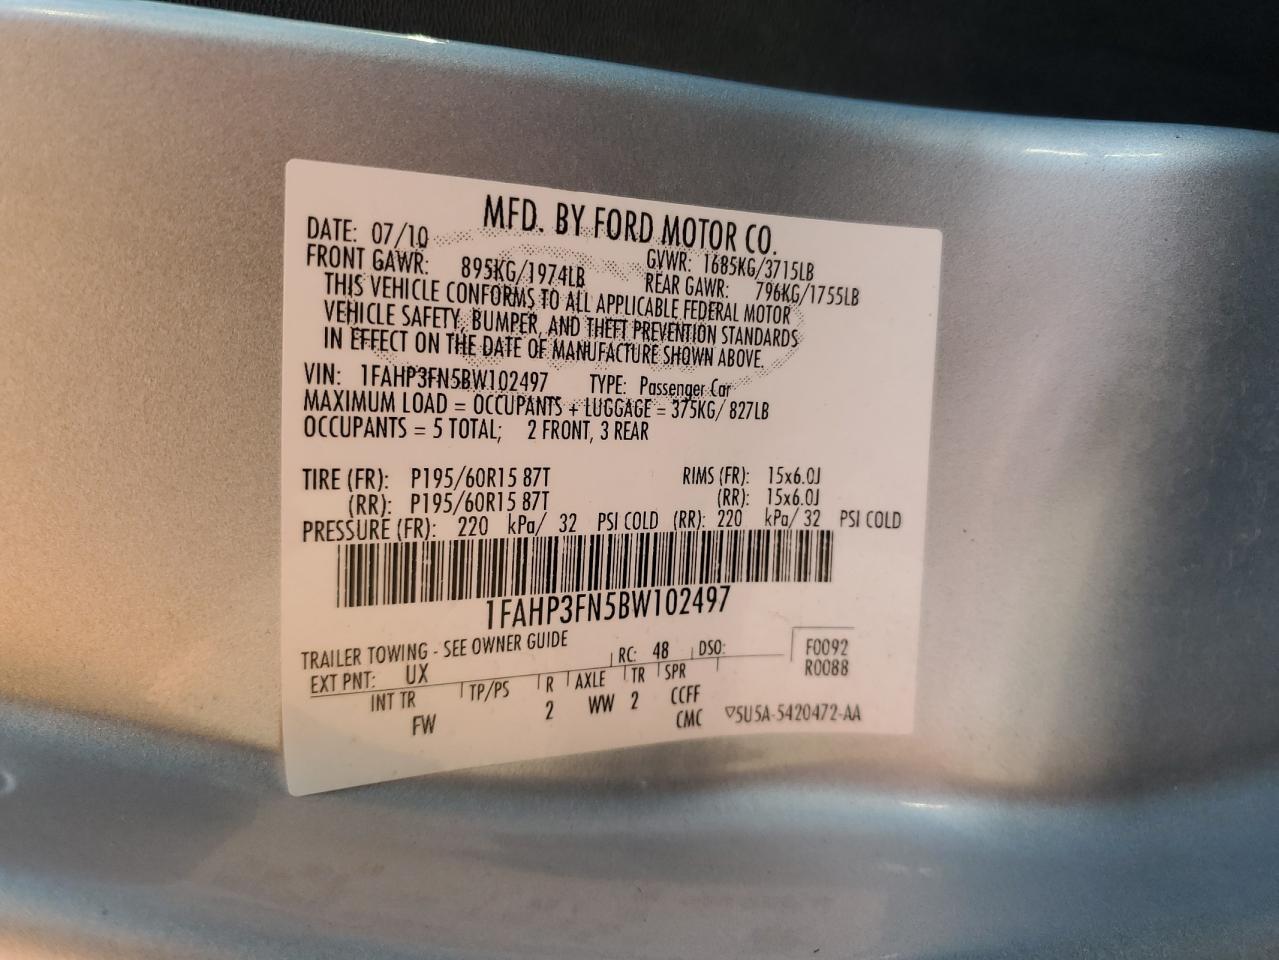 MFD. BY FORD MOTOR CO.
DATE: 07/10 GVWR: 1685KG/3715LB
FRONT GAWR: 895KG/1974LB REAR GAWR: 796KG/1755LB
THIS VEHICLE CONFORMS TO ALL APPLICABLE FEDERAL MOTOR
VEHICLE SAFETY, BUMPER, AND THEFT PREVENTION STANDARDS
IN EFFECT ON THE DATE OF MANUFACTURE SHOWN ABOVE.
VIN: 1FAHP3FN5BW102497 TYPE: Passenger Car
MAXIMUM LOAD = OCCUPANTS + LUGGAGE = 375KG/ 827LB
OCCUPANTS = 5 TOTAL; 2 FRONT, 3 REAR
TIRE (FR): P195/60R15 87T RIMS (FR): 15x6.0J
(RR): P195/60R15 87T (RR): 15x6.0J
PRESSURE (FR): 220 kPa/ 32 PSI COLD (RR): 220 kPa/ 32 PSI COLD
1FAHP3FN5BW102497
TRAILER TOWING - SEE OWNER GUIDE
EXT PNT: UX RC: 48 DSO: F0092
R0088
INT TR TP/PS R AXLE TR SPR
FW 2 WW 2 CCFF
CMC ▽5U5A-5420472-AA